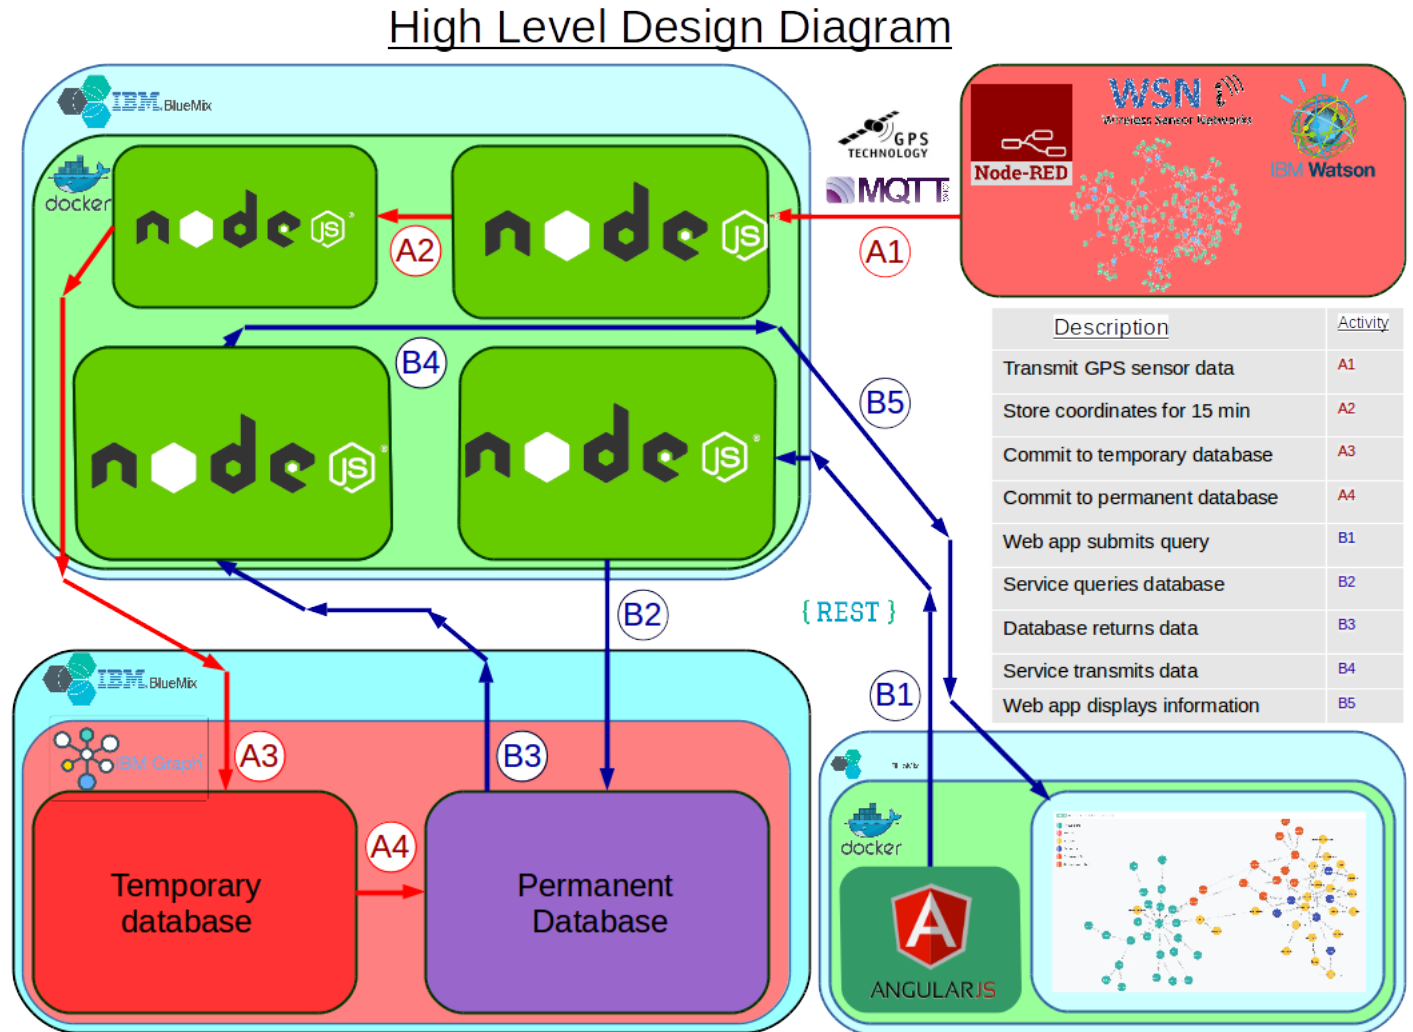 High Level Design Diagram
IBM. BlueMix
docker
node JS
node JS
A2
GPS
TECHNOLOGY
MQTT
A1
Node-RED
WSN
Wireless Sensor Networks
IBM Watson
B4
node JS
node JS
B5
B2
{ REST }
B1
Description Activity
Transmit GPS sensor data A1
Store coordinates for 15 min A2
Commit to temporary database A3
Commit to permanent database A4
Web app submits query B1
Service queries database B2
Database returns data B3
Service transmits data B4
Web app displays information B5
IBM. BlueMix
IBM Graph
A3
B3
A4
Temporary
database
Permanent
Database
docker
ANGULARJS